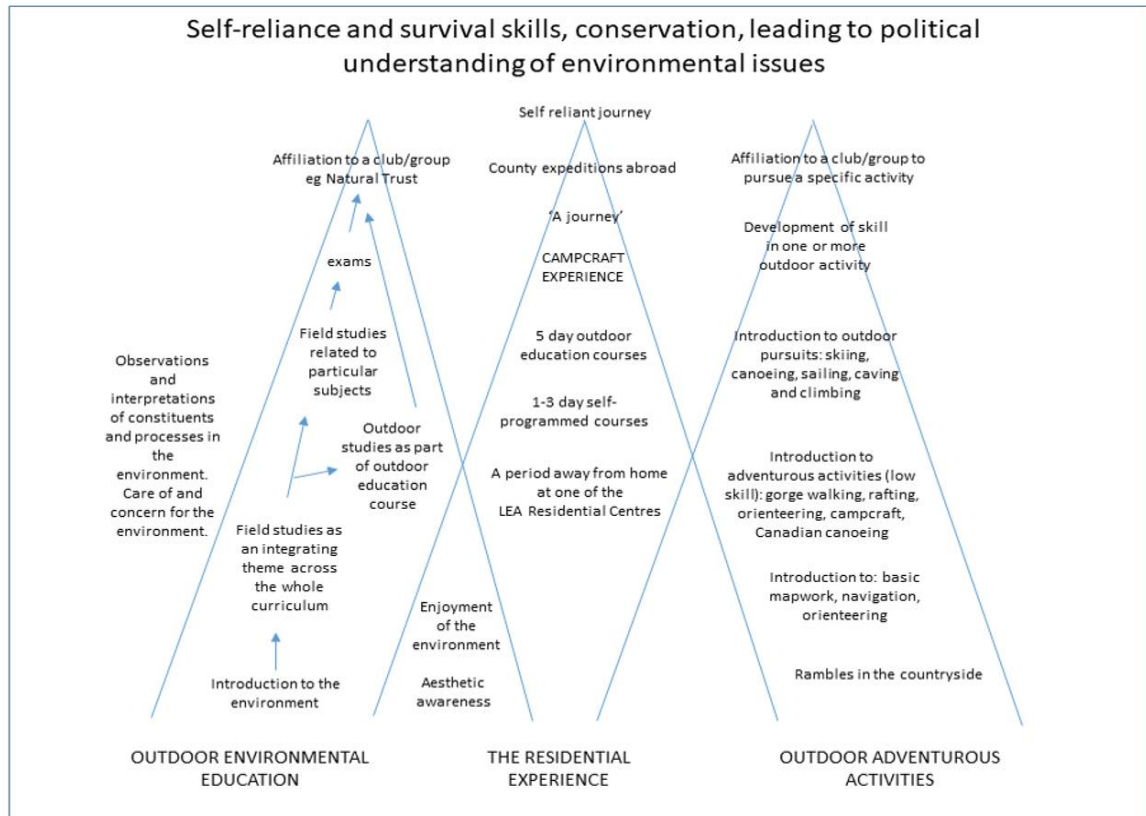 Self-reliance and survival skills, conservation, leading to political
understanding of environmental issues
Self reliant journey
Affiliation to a club/group
eg Natural Trust
exams
Field studies
related to
particular
subjects
Observations
and
interpretations
of constituents
and processes in
the
environment.
Care of and
concern for the
environment.
Outdoor
studies as part
of outdoor
education
course
Field studies as
an integrating
theme across
the whole
curriculum
Introduction to the
environment
Enjoyment
of the
environment
Aesthetic
awareness
County expeditions abroad
'A journey'
CAMPCRAFT
EXPERIENCE
5 day outdoor
education courses
1-3 day self-
programmed courses
A period away from home
at one of the
LEA Residential Centres
Affiliation to a club/group to
pursue a specific activity
Development of skill
in one or more
outdoor activity
Introduction to outdoor
pursuits: skiing,
canoeing, sailing, caving
and climbing
Introduction to
adventurous activities (low
skill): gorge walking, rafting,
orienteering, campcraft,
Canadian canoeing
Introduction to: basic
mapwork, navigation,
orienteering
Rambles in the countryside
OUTDOOR ENVIRONMENTAL
EDUCATION
THE RESIDENTIAL
EXPERIENCE
OUTDOOR ADVENTUROUS
ACTIVITIES